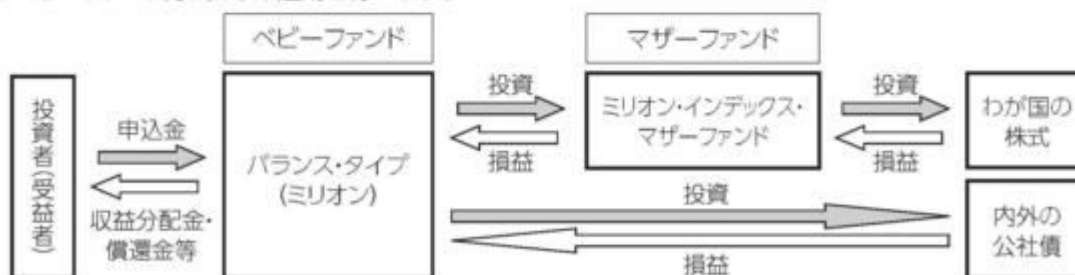 ベビーファンド
マザーファンド
投資者(受益者)
申込金
収益分配金・
償還金等
バランス・タイプ
(ミリオン)
投資
損益
ミリオン・インデックス・
マザーファンド
投資
損益
わが国の
株式
投資
損益
内外の
公社債